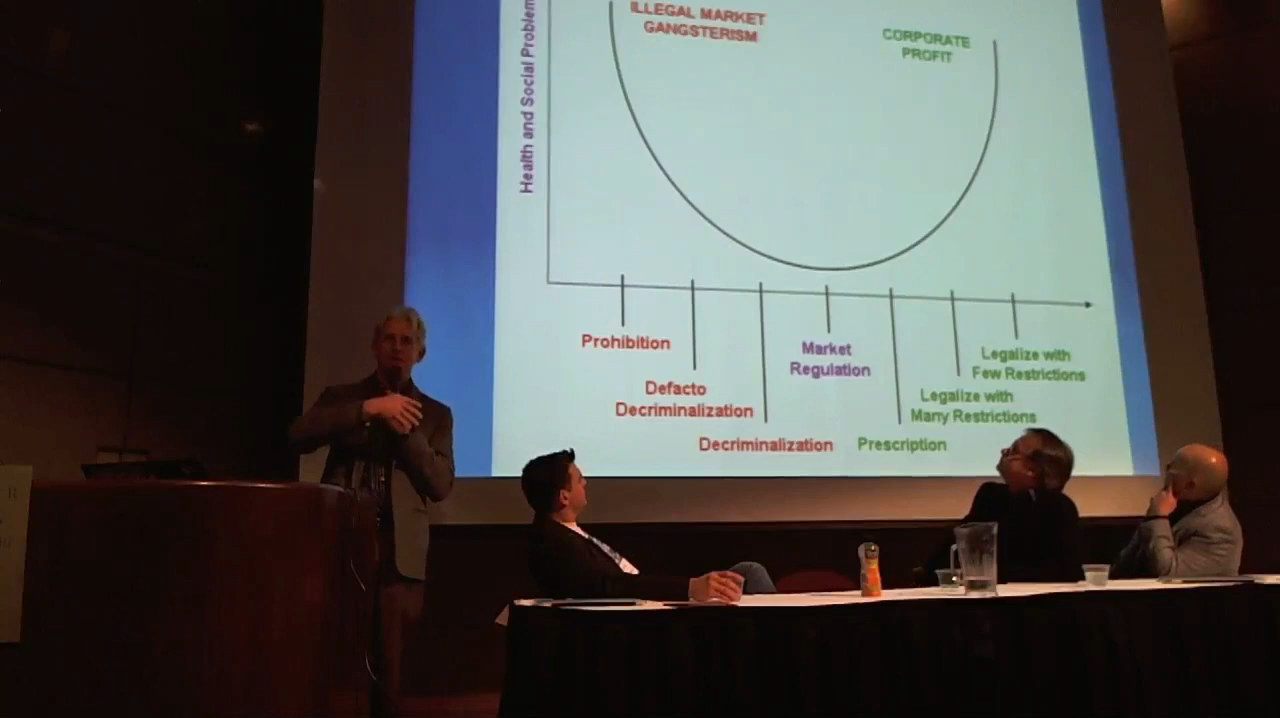 ILLEGAL MARKET
GANGSTERISM
CORPORATE
PROFIT
Health and Social Problem
Prohibition
Defacto
Decriminalization
Decriminalization
Market
Regulation
Prescription
Legalize with
Many Restrictions
Legalize with
Few Restrictions